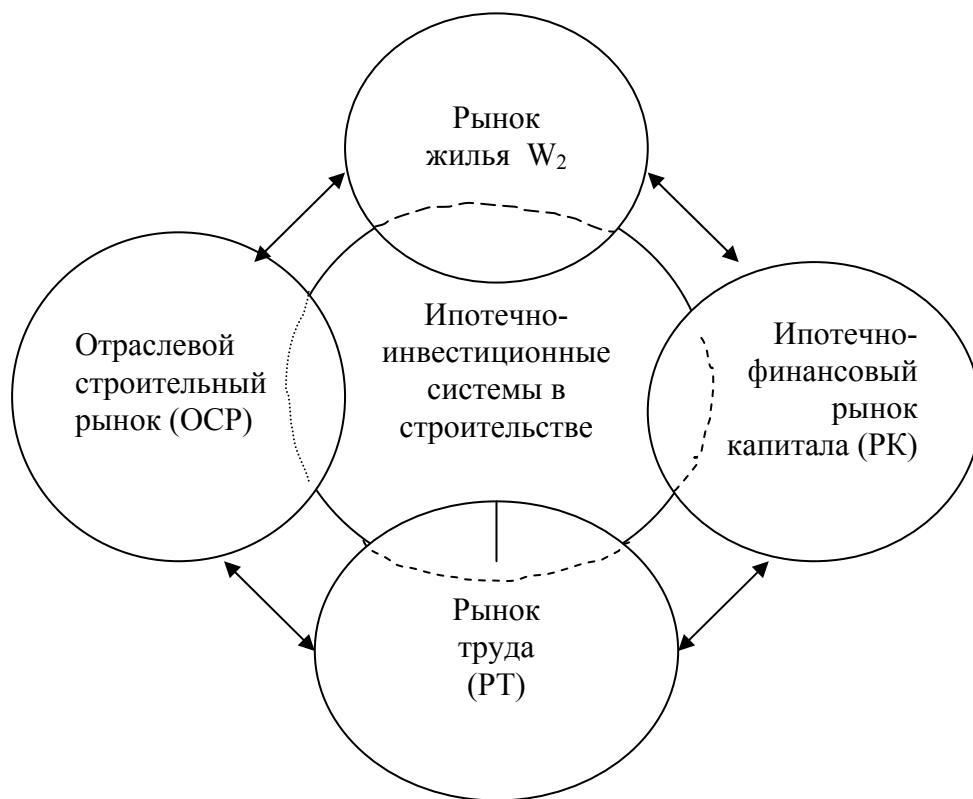 Рынок
жилья W₂
Отраслевой
строительный
рынок (ОСР)
Ипотечно-
инвестиционные
системы в
строительстве
Ипотечно-
финансовый
рынок
капитала (РК)
Рынок
труда
(РТ)